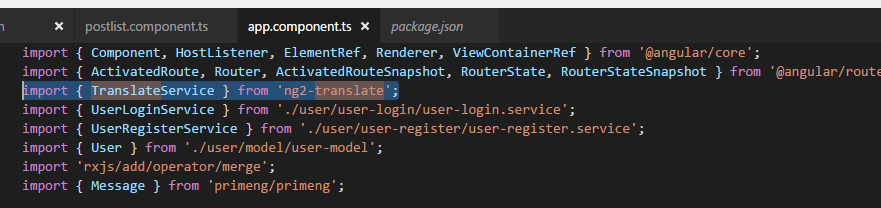 n × postlist.component.ts app.component.ts × package.json
import { Component, HostListener, ElementRef, Renderer, ViewContainerRef } from '@angular/core';
import { ActivatedRoute, Router, ActivatedRouteSnapshot, RouterState, RouterStateSnapshot } from '@angular/route
import { TranslateService } from 'ng2-translate';
import { UserLoginService } from './user/user-login/user-login.service';
import { UserRegisterService } from './user/user-register/user-register.service';
import { User } from './user/model/user-model';
import 'rxjs/add/operator/merge';
import { Message } from 'primeng/primeng';